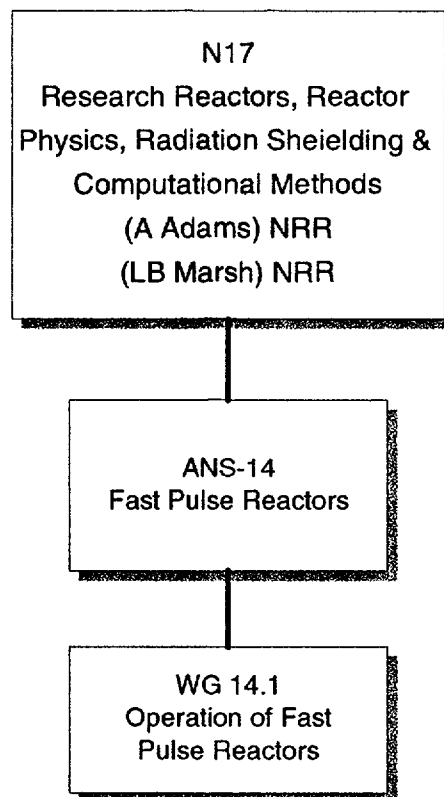 N17
Research Reactors, Reactor
Physics, Radiation Sheielding &
Computational Methods
(A Adams) NRR
(LB Marsh) NRR
ANS-14
Fast Pulse Reactors
WG 14.1
Operation of Fast
Pulse Reactors